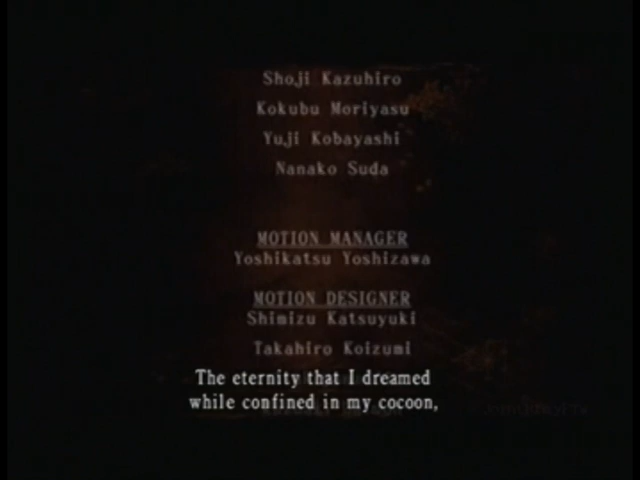 Shoji Kazuhiro
Kokubu Moriyasu
Yuji Kobayashi
Nanako Suda
MOTION MANAGER
Yoshikatsu Yoshizawa
MOTION DESIGNER
Shimizu Katsuyuki
Takahiro Koizumi
The eternity that I dreamed
while confined in my cocoon,